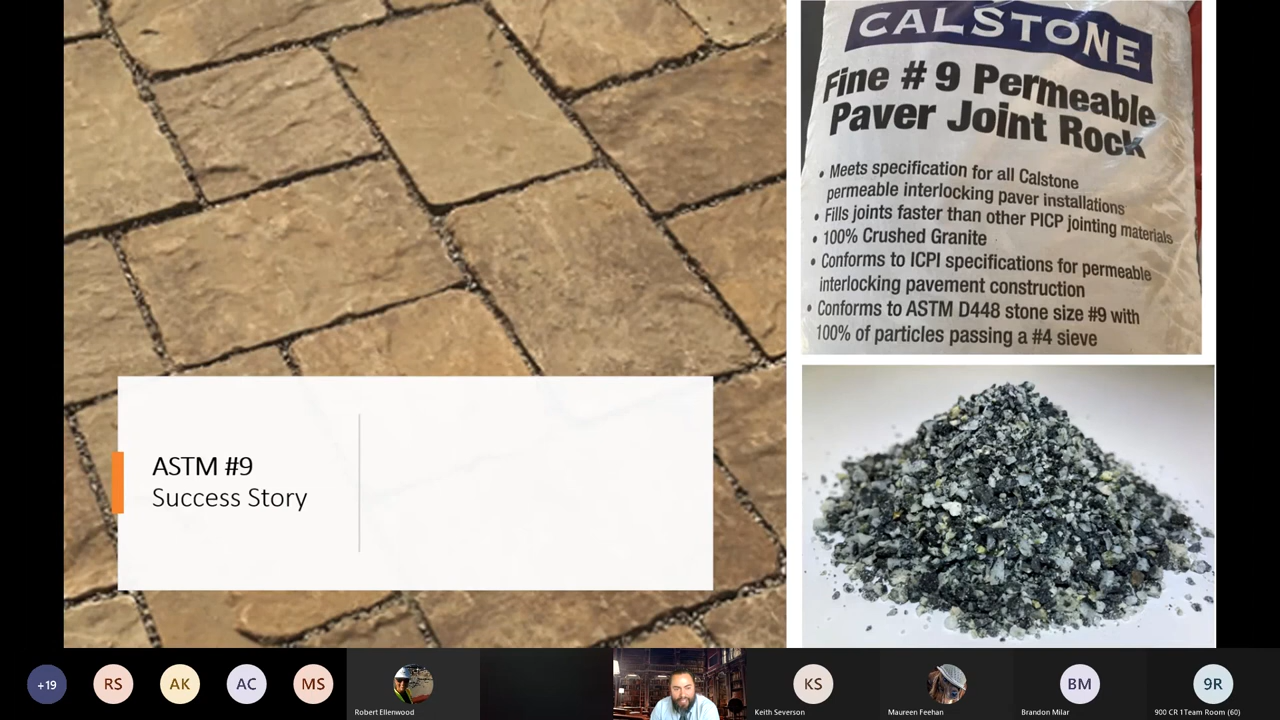 CALSTONE
Fine # 9 Permeable
Paver Joint Rock
• Meets specification for all Calstone
permeable interlocking paver installations
• Fills joints faster than other PICP jointing materials
• 100% Crushed Granite
• Conforms to ICPI specifications for permeable
interlocking pavement construction
• Conforms to ASTM D448 stone size #9 with
100% of particles passing a #4 sieve
ASTM #9
Success Story
+19
RS
AK
AC
MS
Robert Ellenwood
KS
Keith Severson
Maureen Feehan
BM
Brandon Milar
9R
900 CR 1Team Room (60)